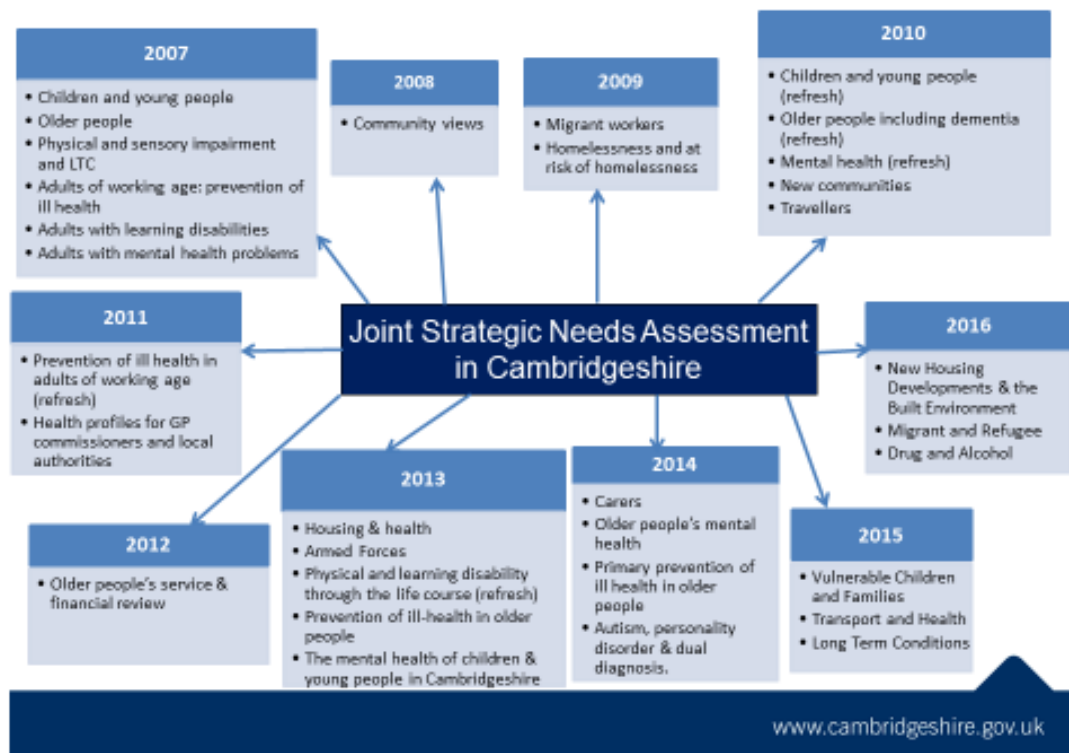 2007
• Children and young people
• Older people
• Physical and sensory impairment
and LTC
• Adults of working age: prevention of
ill health
• Adults with learning disabilities
• Adults with mental health problems
2008
• Community views
2009
• Migrant workers
• Homelessness and at
risk of homelessness
2010
• Children and young people
(refresh)
• Older people including dementia
(refresh)
• Mental health (refresh)
• New communities
• Travellers
Joint Strategic Needs Assessment
in Cambridgeshire
2011
• Prevention of ill health in
adults of working age
(refresh)
• Health profiles for GP
commissioners and local
authorities
2016
• New Housing
Developments & the
Built Environment
• Migrant and Refugee
• Drug and Alcohol
2012
• Older people's service &
financial review
2013
• Housing & health
• Armed Forces
• Physical and learning disability
through the life course (refresh)
• Prevention of ill-health in older
people
• The mental health of children &
young people in Cambridgeshire
2014
• Carers
• Older people's mental
health
• Primary prevention of
ill health in older
people
• Autism, personality
disorder & dual
diagnosis.
2015
• Vulnerable Children
and Families
• Transport and Health
• Long Term Conditions
www.cambridgeshire.gov.uk